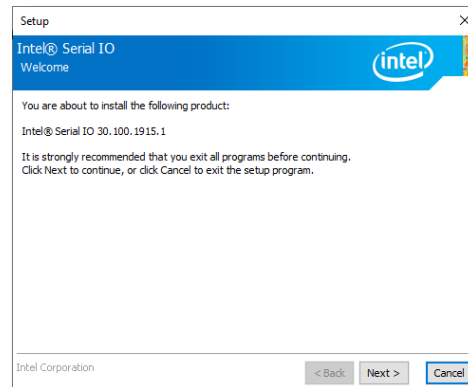 Setup
Intel® Serial IO
Welcome
intel
You are about to install the following product:
Intel® Serial IO 30.100.1915.1
It is strongly recommended that you exit all programs before continuing.
Click Next to continue, or click Cancel to exit the setup program.
Intel Corporation
< Back Next > Cancel